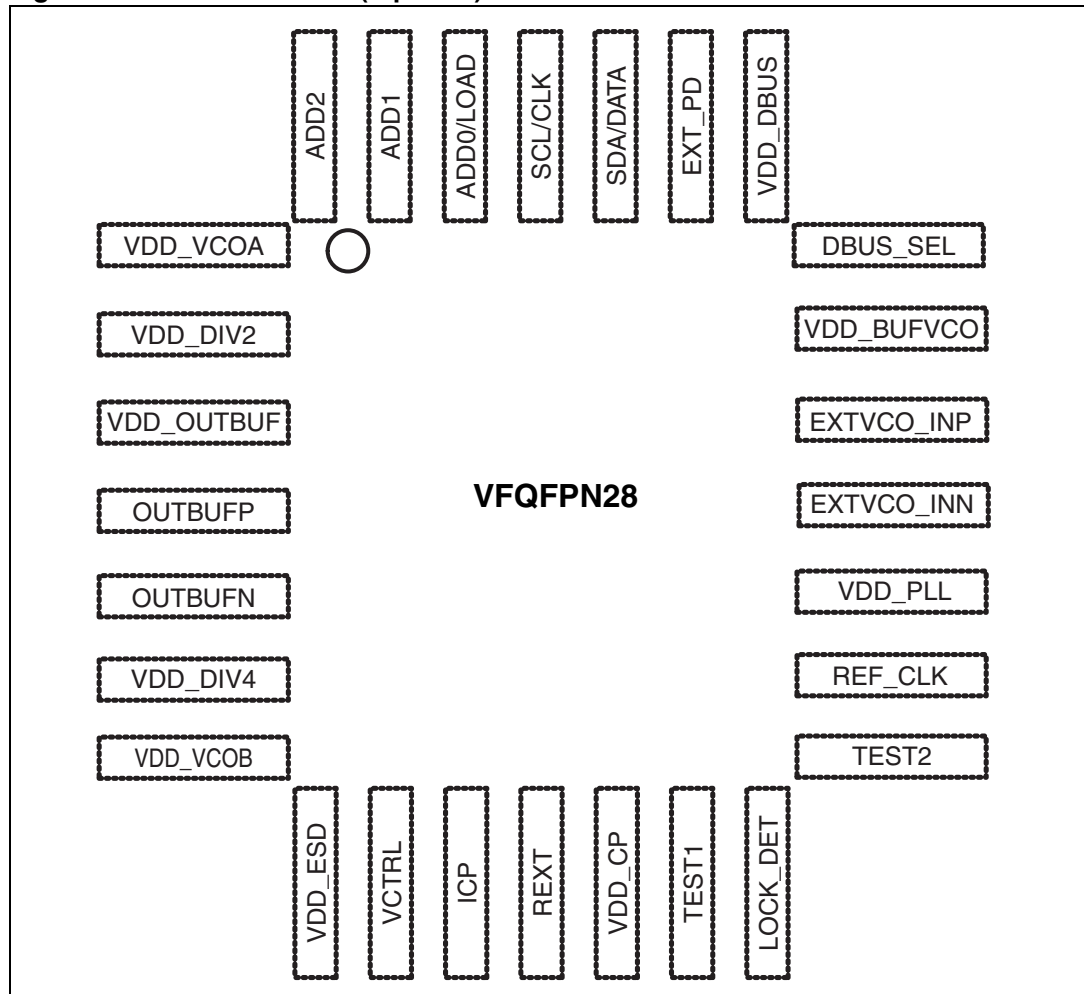 ADD2
ADD1
ADD0/LOAD
SCL/CLK
SDA/DATA
EXT_PD
VDD_DBUS
VDD_VCOA
DBUS_SEL
VDD_DIV2
VDD_BUFVCO
VDD_OUTBUF
EXTVCO_INP
VFQFPN28
OUTBUFP
EXTVCO_INN
OUTBUFN
VDD_PLL
VDD_DIV4
REF_CLK
VDD_VCOB
TEST2
VDD_ESD
VCTRL
ICP
REXT
VDD_CP
TEST1
LOCK_DET